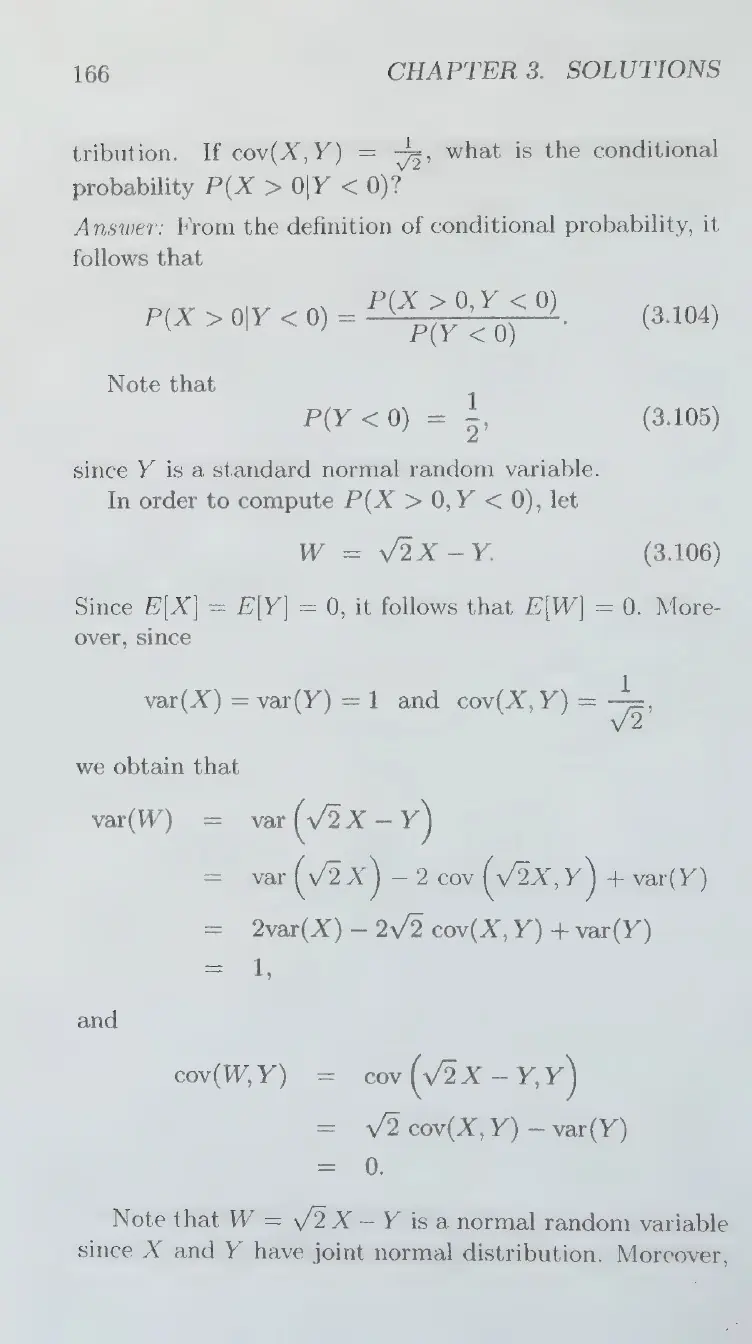 166 CHAPTER 3. SOLUTIONS
tribution. If cov(X, Y) = 1/√2, what is the conditional
probability P(X > 0|Y < 0)?
Answer: From the definition of conditional probability, it
follows that
P(X > 0|Y < 0) = P(X > 0, Y < 0) / P(Y < 0). (3.104)
Note that
P(Y < 0) = 1/2, (3.105)
since Y is a standard normal random variable.
In order to compute P(X > 0, Y < 0), let
W = √2 X − Y. (3.106)
Since E[X] = E[Y] = 0, it follows that E[W] = 0. More-
over, since
var(X) = var(Y) = 1 and cov(X, Y) = 1/√2,
we obtain that
var(W) = var (√2 X − Y)
= var (√2 X) − 2 cov (√2X, Y) + var(Y)
= 2var(X) − 2√2 cov(X, Y) + var(Y)
= 1,
and
cov(W, Y) = cov (√2 X − Y, Y)
= √2 cov(X, Y) − var(Y)
= 0.
Note that W = √2 X − Y is a normal random variable
since X and Y have joint normal distribution. Moreover,